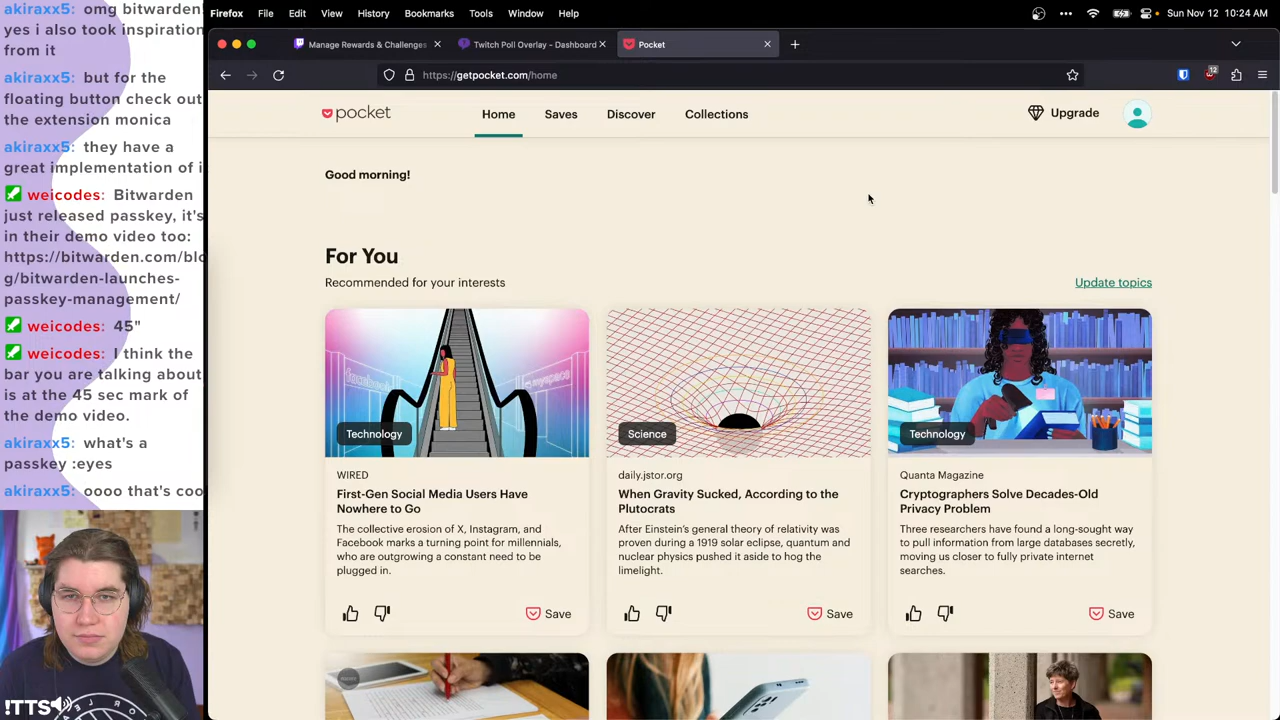 akiraxx5: omg bitwarden!
yes i also took inspiration
from it
akiraxx5: but for the
floating button check out
the extension monica
akiraxx5: they have a
great implementation of i
weicodes: Bitwarden
just released passkey, it's
in their demo video too:
https://bitwarden.com/blo
g/bitwarden-launches-
passkey-management/
weicodes: 45"
weicodes: I think the
bar you are talking about
is at the 45 sec mark of
the demo video.
akiraxx5: what's a
passkey :eyes
akiraxx5: oooo that's coo
!TTS
Firefox File Edit View History Bookmarks Tools Window Help
Sun Nov 12 10:24 AM
Manage Rewards & Challenges
Twitch Poll Overlay - Dashboard
Pocket
https://getpocket.com/home
12
pocket
Home Saves Discover Collections
Upgrade
Good morning!
For You
Recommended for your interests
Update topics
Technology
WIRED
First-Gen Social Media Users Have
Nowhere to Go
The collective erosion of X, Instagram, and
Facebook marks a turning point for millennials,
who are outgrowing a constant need to be
plugged in.
Save
Science
daily.jstor.org
When Gravity Sucked, According to the
Plutocrats
After Einstein's general theory of relativity was
proven during a 1919 solar eclipse, quantum and
nuclear physics pushed it aside to hog the
limelight.
Save
Technology
Quanta Magazine
Cryptographers Solve Decades-Old
Privacy Problem
Three researchers have found a long-sought way
to pull information from large databases secretly,
moving us closer to fully private internet
searches.
Save